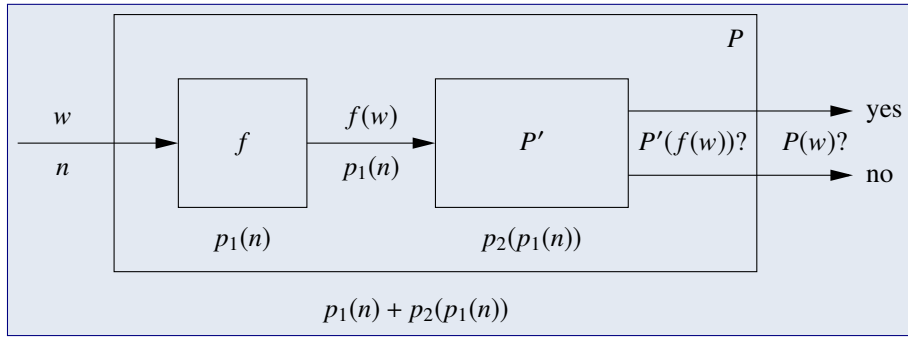 P
w
n
f
f(w)
p₁(n)
P′
P′(f(w))?
P(w)?
yes
no
p₁(n)
p₂(p₁(n))
p₁(n) + p₂(p₁(n))